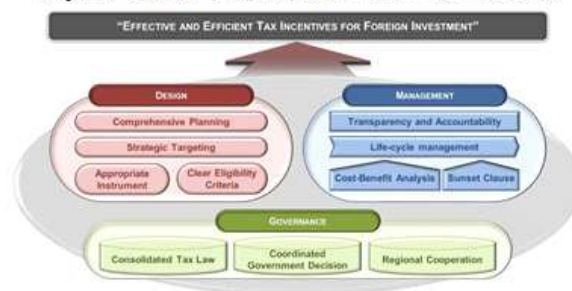 “EFFECTIVE AND EFFICIENT TAX INCENTIVES FOR FOREIGN INVESTMENT”
DESIGN
Comprehensive Planning
Strategic Targeting
Appropriate
Instrument
Clear Eligibility
Criteria
MANAGEMENT
Transparency and Accountability
Life-cycle management
Cost-Benefit Analysis
Sunset Clause
GOVERNANCE
Consolidated Tax Law
Coordinated
Government Decision
Regional Cooperation